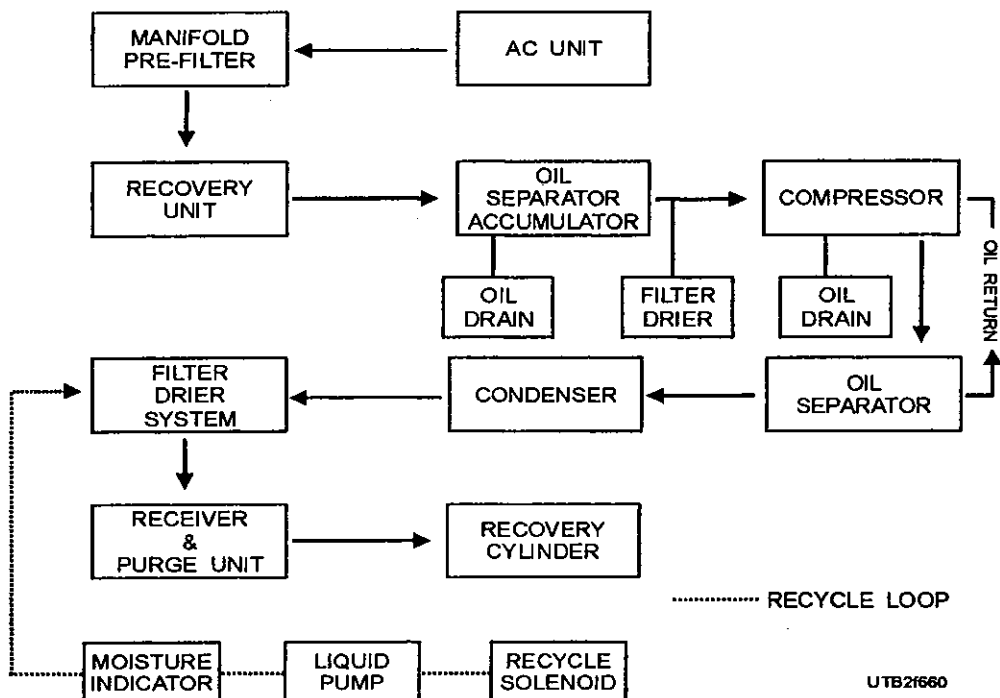 MANIFOLD
PRE-FILTER
AC UNIT
RECOVERY
UNIT
OIL
SEPARATOR
ACCUMULATOR
COMPRESSOR
OIL RETURN
OIL
DRAIN
FILTER
DRIER
OIL
DRAIN
FILTER
DRIER
SYSTEM
CONDENSER
OIL
SEPARATOR
RECEIVER
&
PURGE UNIT
RECOVERY
CYLINDER
RECYCLE LOOP
MOISTURE
INDICATOR
LIQUID
PUMP
RECYCLE
SOLENOID
UTB2f660